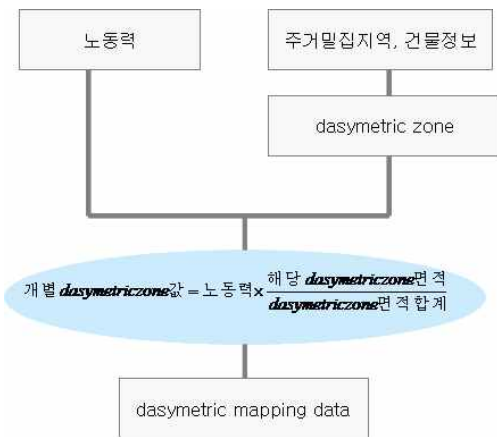 노동력
주거밀집지역, 건물정보
dasymetric zone
개별 dasymetriczone값 = 노동력 x 해당 dasymetriczone면적
dasymetriczone면적합계
dasymetric mapping data